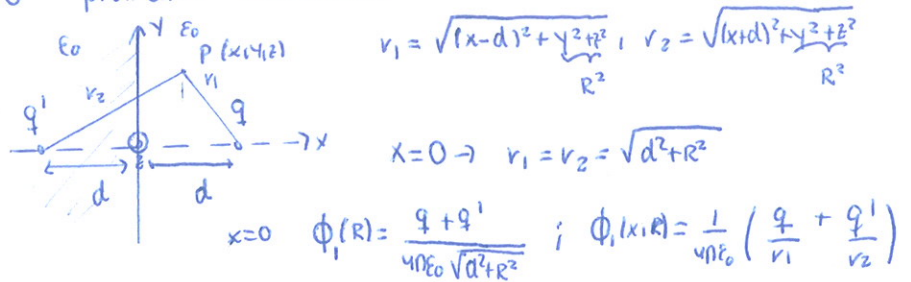 y ε₀
ε₀ P (x,y,z) r₁ = √((x-d)²+y²+z²) ; r₂ = √((x+d)²+y²+z²)
r₂ r₁ R² R²
q' q
x
z x=0 → r₁ = r₂ = √(d²+R²)
d d
x=0 ϕ₁(R) = (q + q')/(4πε₀ √(d²+R²)) ; ϕ₁(x,R) = 1/(4πε₀) (q/r₁ + q'/r₂)